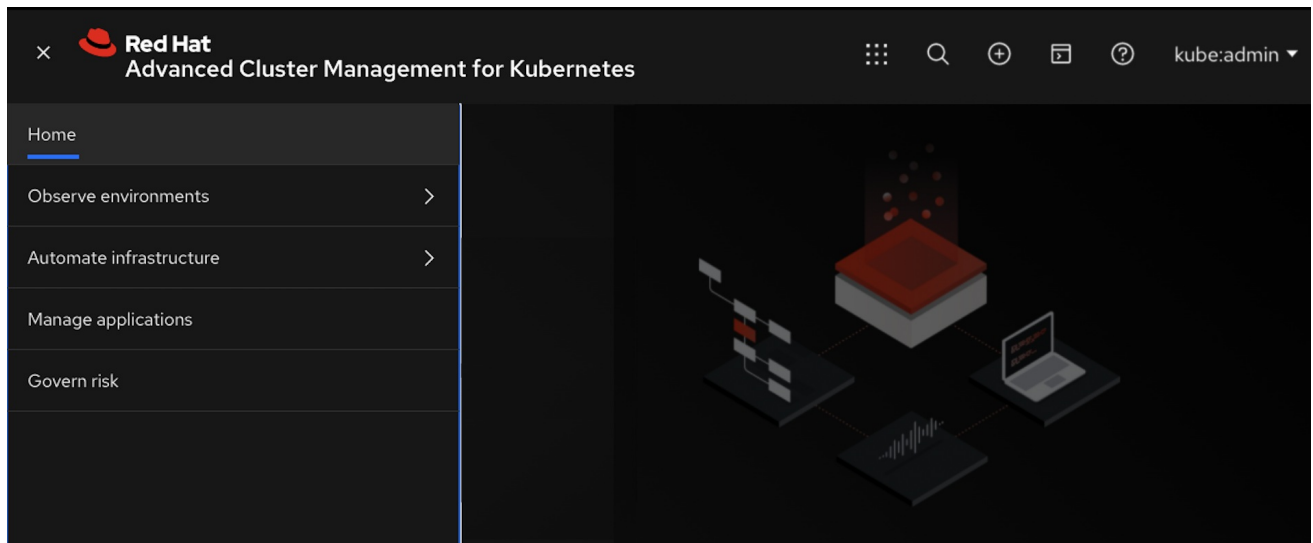 Red Hat
Advanced Cluster Management for Kubernetes
kube:admin
Home
Observe environments
Automate infrastructure
Manage applications
Govern risk